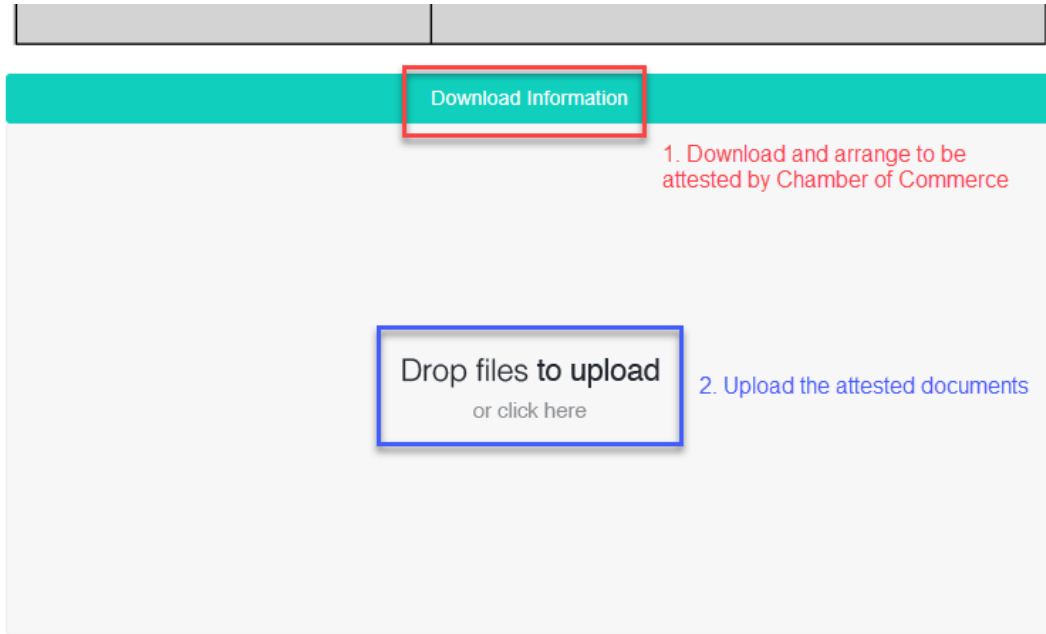 Download Information
1. Download and arrange to be
attested by Chamber of Commerce
Drop files to upload
or click here
2. Upload the attested documents